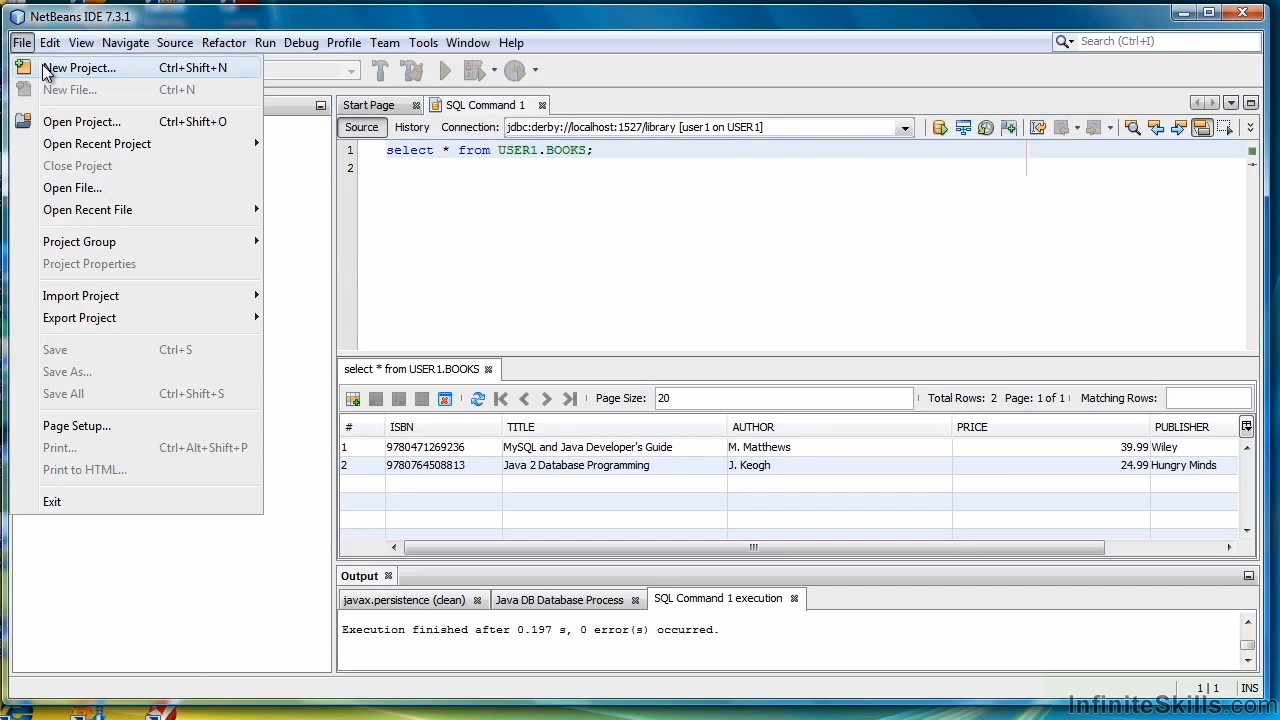 NetBeans IDE 7.3.1
File Edit View Navigate Source Refactor Run Debug Profile Team Tools Window Help
Search (Ctrl+I)
New Project... Ctrl+Shift+N
New File... Ctrl+N
Open Project... Ctrl+Shift+O
Open Recent Project
Close Project
Open File...
Open Recent File
Project Group
Project Properties
Import Project
Export Project
Save Ctrl+S
Save As...
Save All Ctrl+Shift+S
Page Setup...
Print... Ctrl+Alt+Shift+P
Print to HTML...
Exit
Start Page SQL Command 1
Source History Connection: jdbc:derby://localhost:1527/library [user1 on USER1]
1 select * from USER1.BOOKS;
2
select * from USER1.BOOKS
Page Size: 20 Total Rows: 2 Page: 1 of 1 Matching Rows:
# ISBN TITLE AUTHOR PRICE PUBLISHER
1 9780471269236 MySQL and Java Developer's Guide M. Matthews 39.99 Wiley
2 9780764508813 Java 2 Database Programming J. Keogh 24.99 Hungry Minds
Output
javax.persistence (clean) Java DB Database Process SQL Command 1 execution
Execution finished after 0.197 s, 0 error(s) occurred.
1 | 1 INS
InfiniteSkills.com